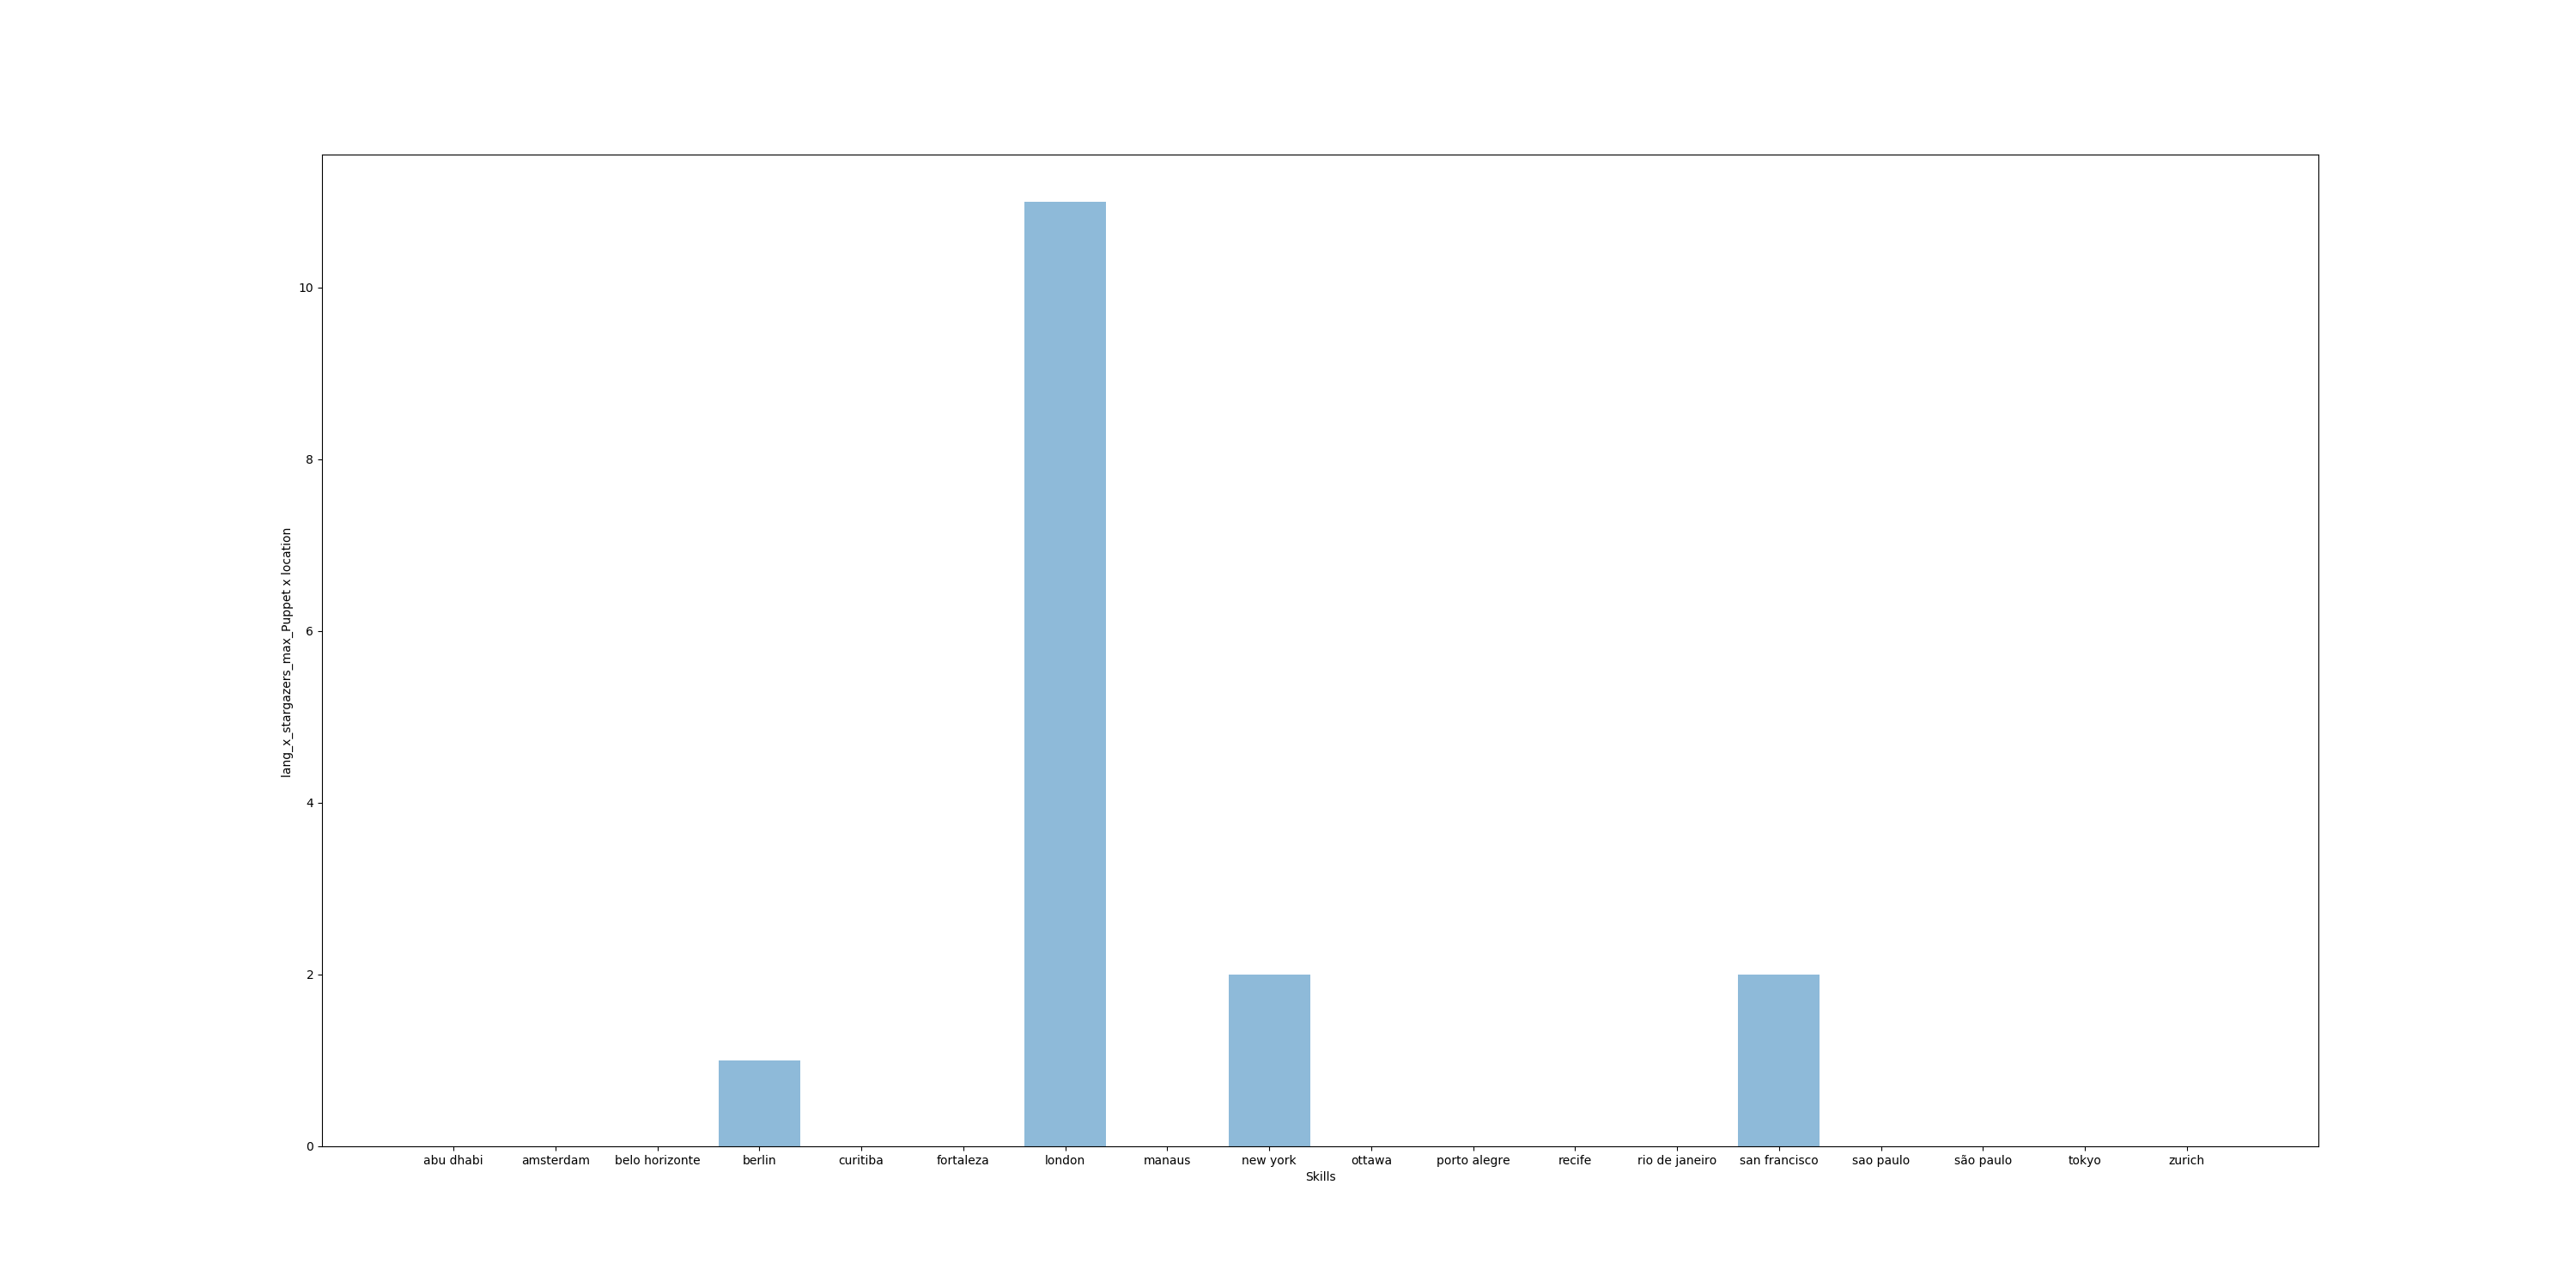 lang_x_stargazers_max_Puppet x location
10
8
6
4
2
0
abu dhabi amsterdam belo horizonte berlin curitiba fortaleza london manaus new york ottawa porto alegre recife rio de janeiro san francisco sao paulo são paulo tokyo zurich
Skills